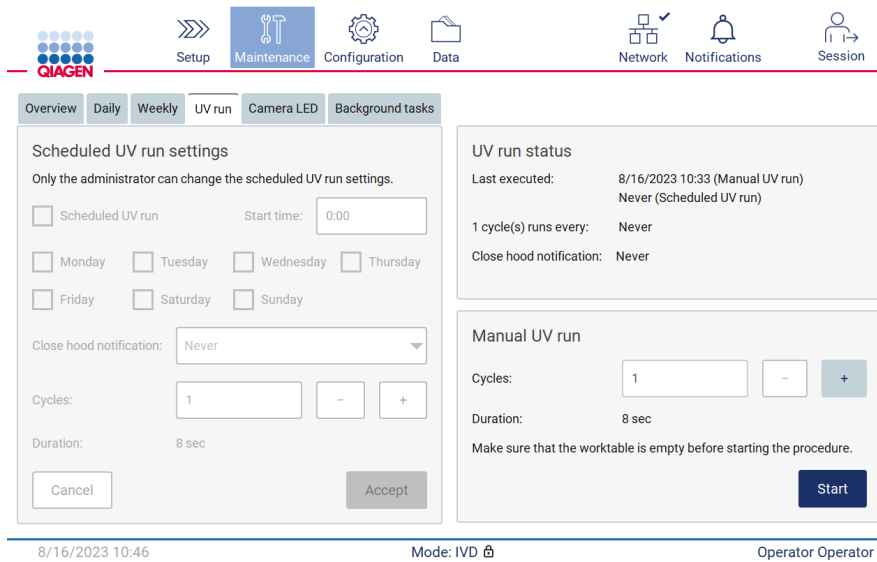 QIAGEN
Setup
Maintenance
Configuration
Data
Network
Notifications
Session
Overview
Daily
Weekly
UV run
Camera LED
Background tasks
Scheduled UV run settings
Only the administrator can change the scheduled UV run settings.
Scheduled UV run
Start time:
0:00
Monday
Tuesday
Wednesday
Thursday
Friday
Saturday
Sunday
Close hood notification:
Never
Cycles:
1
−
+
Duration:
8 sec
Cancel
Accept
UV run status
Last executed:
8/16/2023 10:33 (Manual UV run)
Never (Scheduled UV run)
1 cycle(s) runs every:
Never
Close hood notification:
Never
Manual UV run
Cycles:
1
−
+
Duration:
8 sec
Make sure that the worktable is empty before starting the procedure.
Start
8/16/2023 10:46
Mode: IVD
Operator Operator